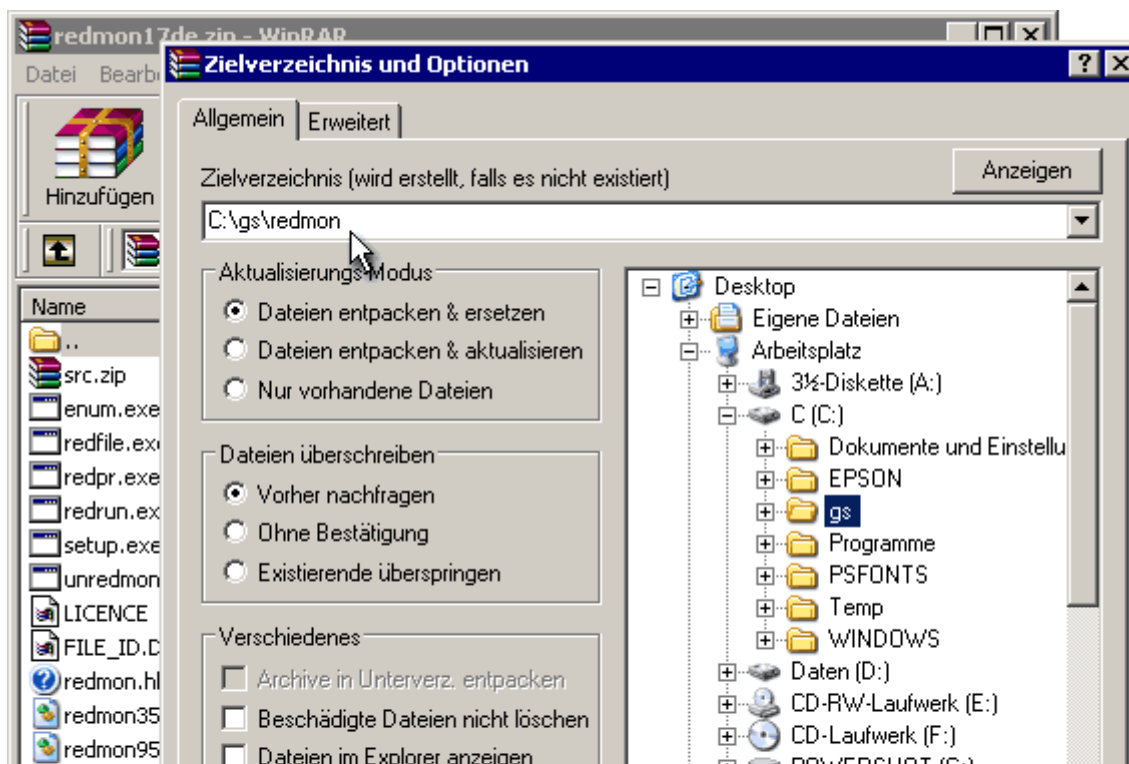 redmon17de.zip - WinRAR
Datei
Zielverzeichnis und Optionen
Allgemein
Erweitert
Hinzufügen
Zielverzeichnis (wird erstellt, falls es nicht existiert)
Anzeigen
C:\gs\redmon
Name
..
src.zip
enum.exe
redfile.ex
redpr.exe
redrun.ex
setup.exe
unredmon
LICENCE
FILE_ID.D
redmon.hl
redmon35
redmon95
Aktualisierungs-Modus
Dateien entpacken & ersetzen
Dateien entpacken & aktualisieren
Nur vorhandene Dateien
Dateien überschreiben
Vorher nachfragen
Ohne Bestätigung
Existierende überspringen
Verschiedenes
Archive in Unterverz. entpacken
Beschädigte Dateien nicht löschen
Dateien im Explorer anzeigen
Desktop
Eigene Dateien
Arbeitsplatz
3½-Diskette (A:)
C (C:)
Dokumente und Einstellu
EPSON
gs
Programme
PSFONTS
Temp
WINDOWS
Daten (D:)
CD-RW-Laufwerk (E:)
CD-Laufwerk (F:)